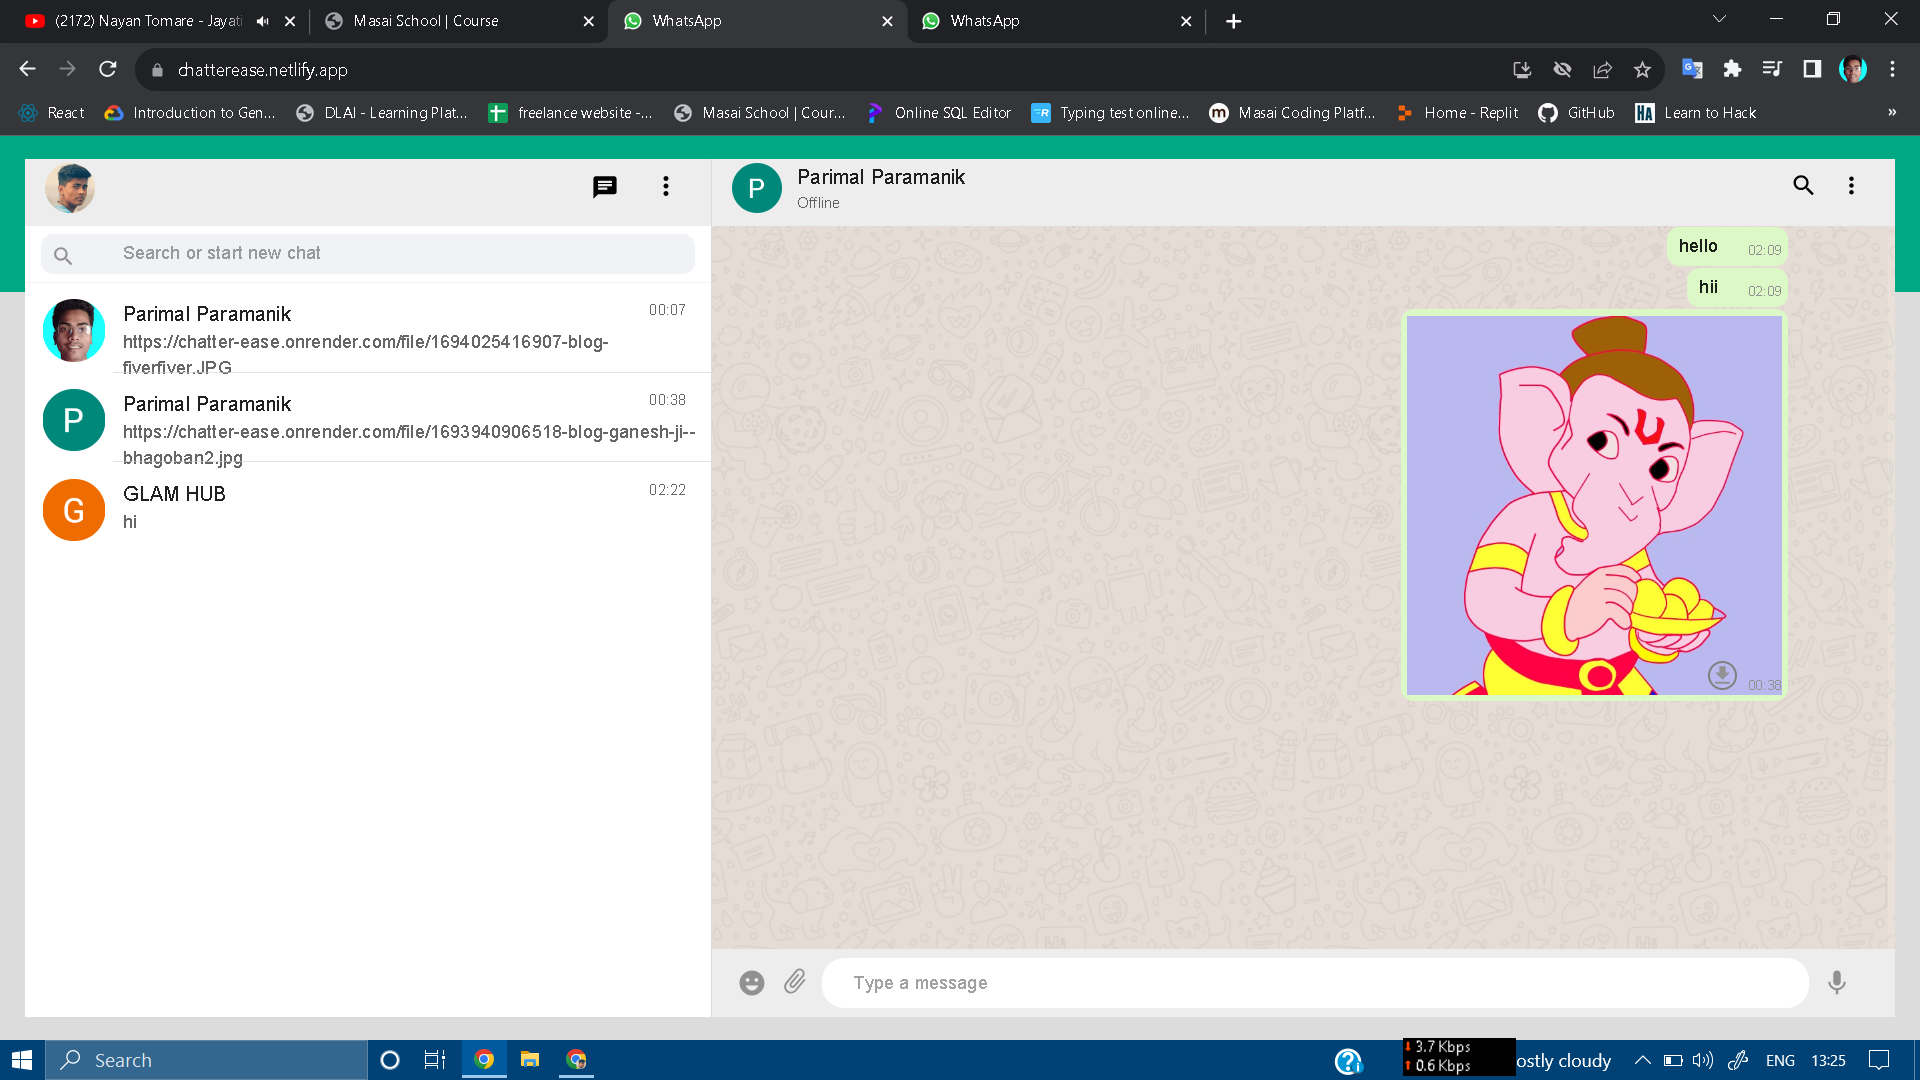 (2172) Nayan Tomare - Jayati
Masai School | Course
WhatsApp
WhatsApp
chatterease.netlify.app
React
Introduction to Gen...
DLAI - Learning Plat...
freelance website -...
Masai School | Cour...
Online SQL Editor
Typing test online...
Masai Coding Platf...
Home - Replit
GitHub
HA
Learn to Hack
»
Parimal Paramanik
Offline
P
Search or start new chat
Parimal Paramanik
00:07
https://chatter-ease.onrender.com/file/1694025416907-blog-
fiverfiver.JPG
P
Parimal Paramanik
00:38
https://chatter-ease.onrender.com/file/1693940906518-blog-ganesh-ji--
bhagoban2.jpg
G
GLAM HUB
02:22
hi
hello 02:09
hii 02:09
00:38
Type a message
Search
3.7 Kbps
0.6 Kbps
ostly cloudy
ENG
13:25